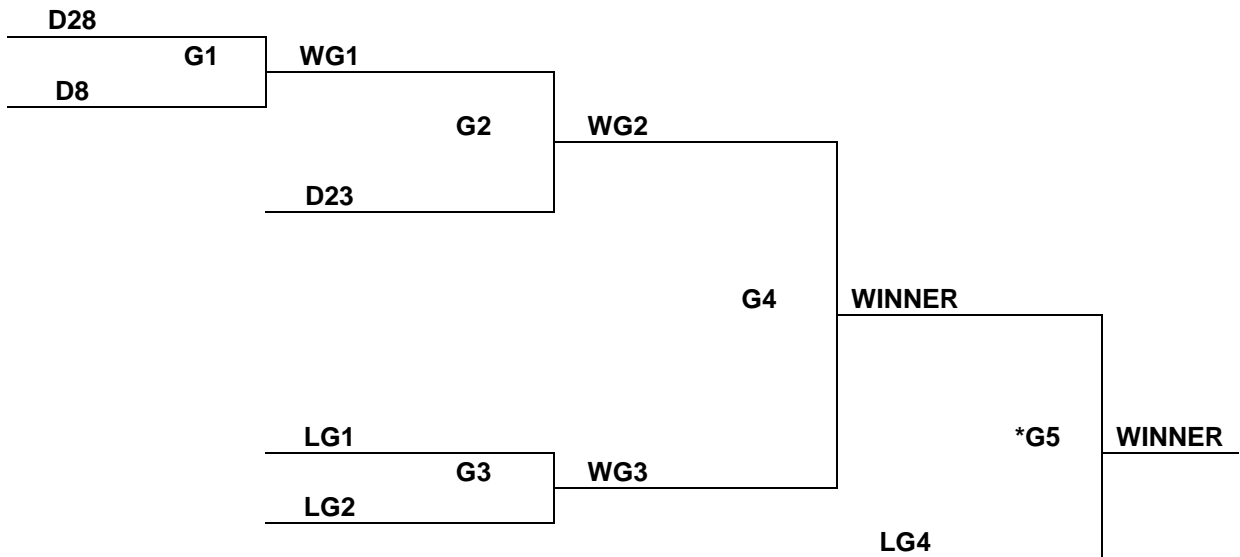 D28
G1 WG1
D8
G2 WG2
D23
G4 WINNER
LG1
*G5 WINNER
G3 WG3
LG2
LG4